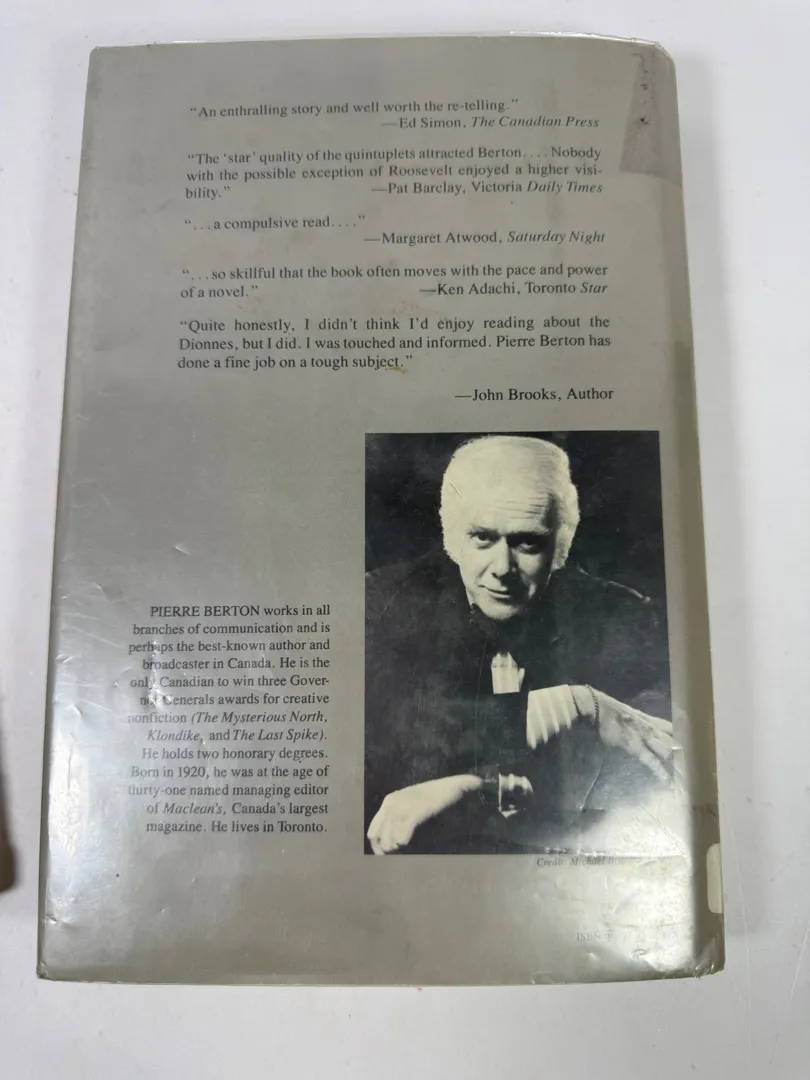 “An enthralling story and well worth the re-telling.”
—Ed Simon, The Canadian Press
“The ‘star’ quality of the quintuplets attracted Berton. . . . Nobody
with the possible exception of Roosevelt enjoyed a higher visi-
bility.” —Pat Barclay, Victoria Daily Times
“. . . a compulsive read. . . .”
—Margaret Atwood, Saturday Night
“. . . so skillful that the book often moves with the pace and power
of a novel.” —Ken Adachi, Toronto Star
“Quite honestly, I didn’t think I’d enjoy reading about the
Dionnes, but I did. I was touched and informed. Pierre Berton has
done a fine job on a tough subject.”
—John Brooks, Author
PIERRE BERTON works in all
branches of communication and is
perhaps the best-known author and
broadcaster in Canada. He is the
only Canadian to win three Gover-
nor Generals awards for creative
nonfiction (The Mysterious North,
Klondike, and The Last Spike).
He holds two honorary degrees.
Born in 1920, he was at the age of
thirty-one named managing editor
of Maclean’s, Canada’s largest
magazine. He lives in Toronto.
Credit: Michael
ISBN